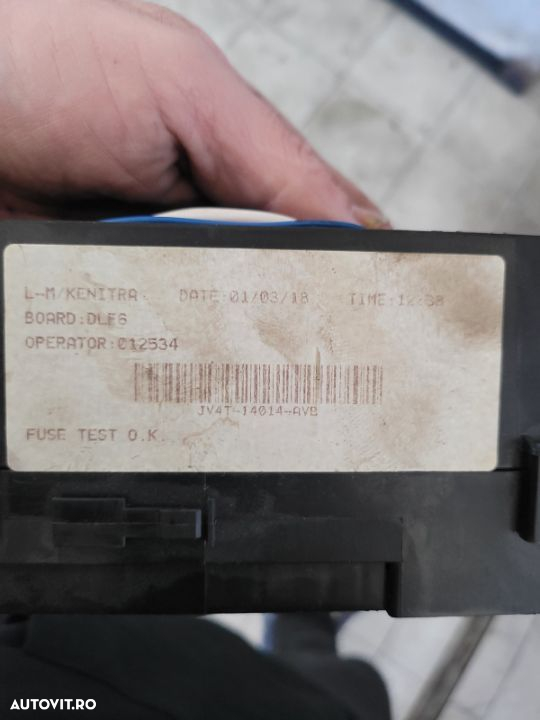 L-M/KENITRA DATE:01/03/18 TIME:12:38
BOARD:DLF6
OPERATOR:012534
JV4T-14014-AVB
FUSE TEST O.K.
AUTOVIT.RO